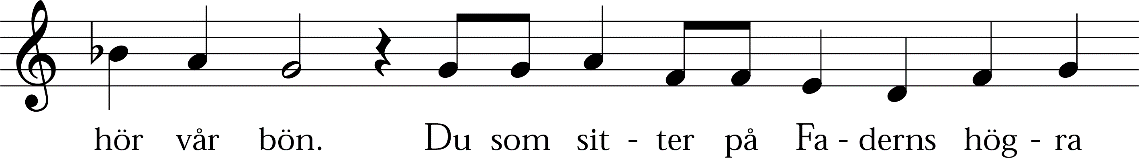 hör vår bön. Du som sit - ter på Fa - derns hög - ra